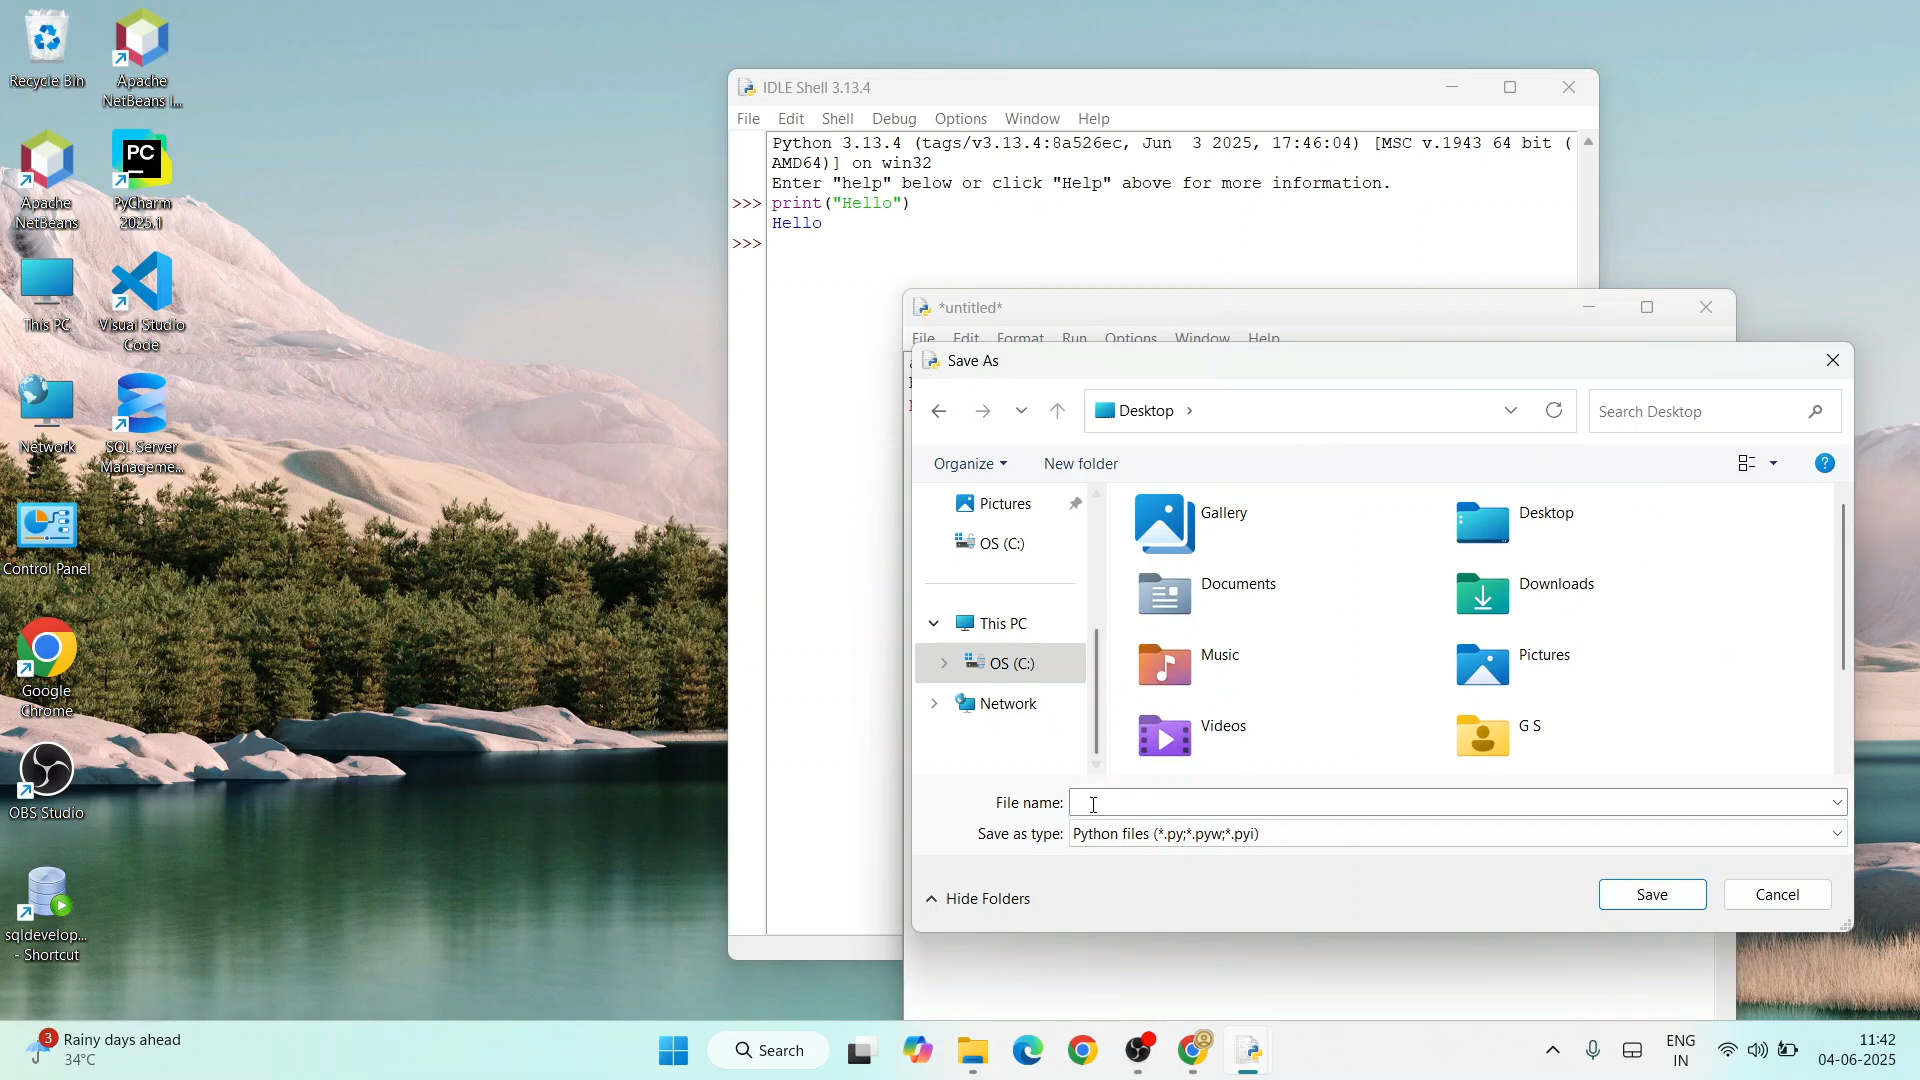 Recycle Bin
Apache
NetBeans I...
Apache
NetBeans
PC
PyCharm
2025.1
This PC
Visual Studio
Code
Network
SQL Server
Manageme...
Control Panel
Google
Chrome
OBS Studio
sqldevelop...
- Shortcut
IDLE Shell 3.13.4
File Edit Shell Debug Options Window Help
Python 3.13.4 (tags/v3.13.4:8a526ec, Jun  3 2025, 17:46:04) [MSC v.1943 64 bit (
AMD64)] on win32
Enter "help" below or click "Help" above for more information.
>>> print("Hello")
Hello
>>>
*untitled*
File Edit Format Run Options Window Help
Save As
Desktop
Search Desktop
Organize
New folder
Pictures
OS (C:)
This PC
OS (C:)
Network
Gallery
Desktop
Documents
Downloads
Music
Pictures
Videos
G S
File name:
Save as type: Python files (*.py;*.pyw;*.pyi)
Hide Folders
Save
Cancel
3
Rainy days ahead
34°C
Search
ENG
IN
11:42
04-06-2025